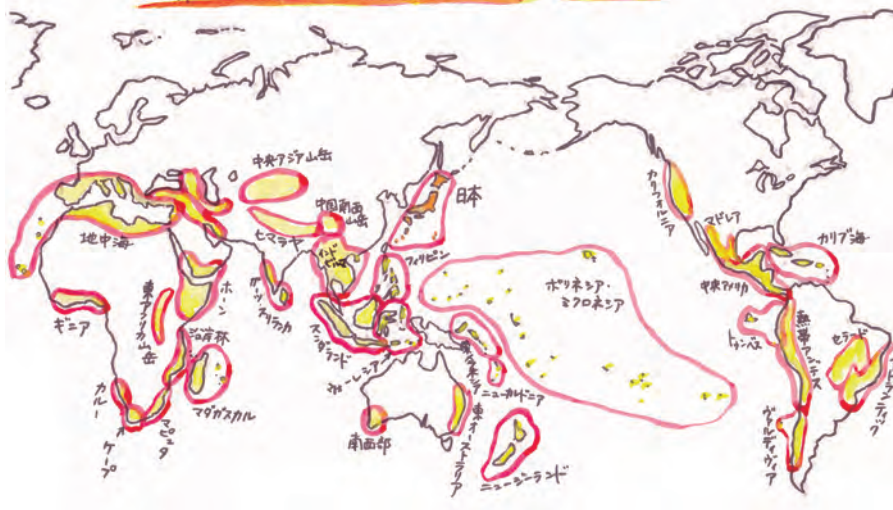 中央アジア山岳
中国南西
山岳
日本
カリフォルニア
マドレア
カリブ海
地中海
ヒマラヤ
インド
ビルマ
フィリピン
ポリネシア・
ミクロネシア
中央アメリカ
ホーン
ガーツ・スリランカ
ギニア
東アフリカ山岳
沿岸林
スンダランド
ウォーレシア
東メラネシア
ニューカレドニア
トゥンベス
熱帯アンデス
セラード
アトランティック
カルー
ケープ
マピュタ
マダガスカル
南西部
東オーストラリア
ニュージーランド
ヴァルディヴィア